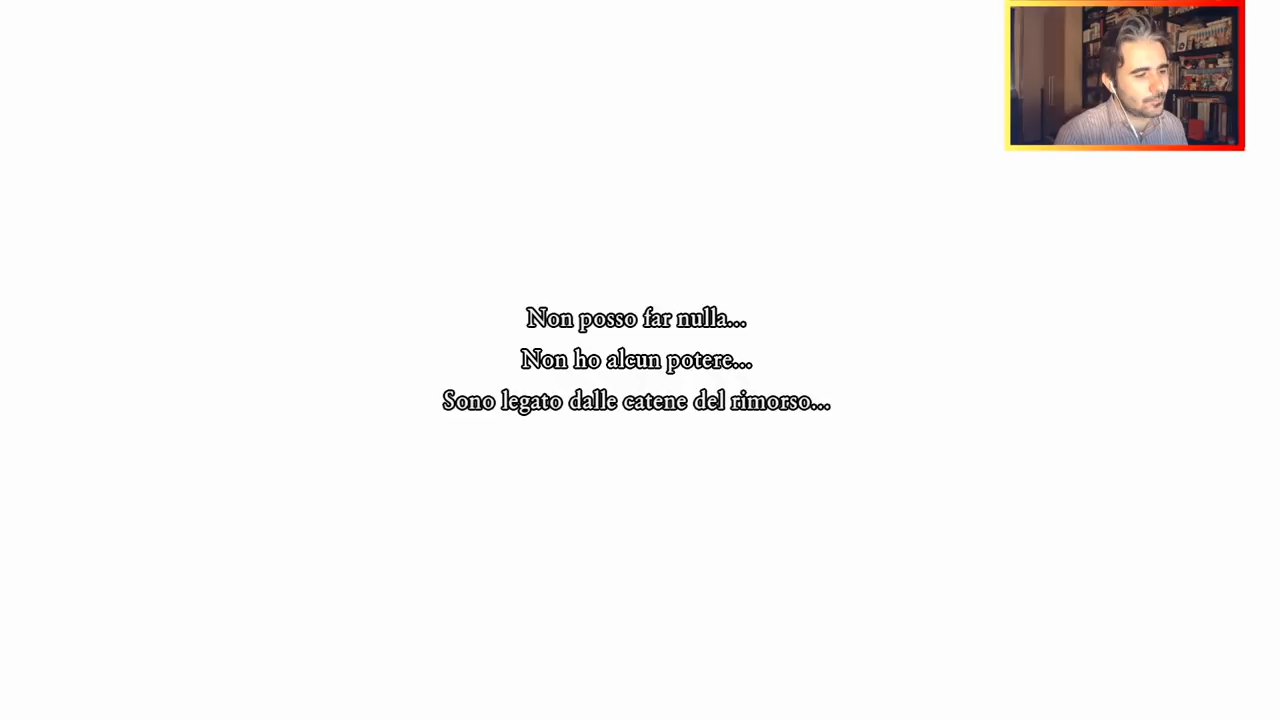 Non posso far nulla...
Non ho alcun potere...
Sono legato dalle catene del rimorso...